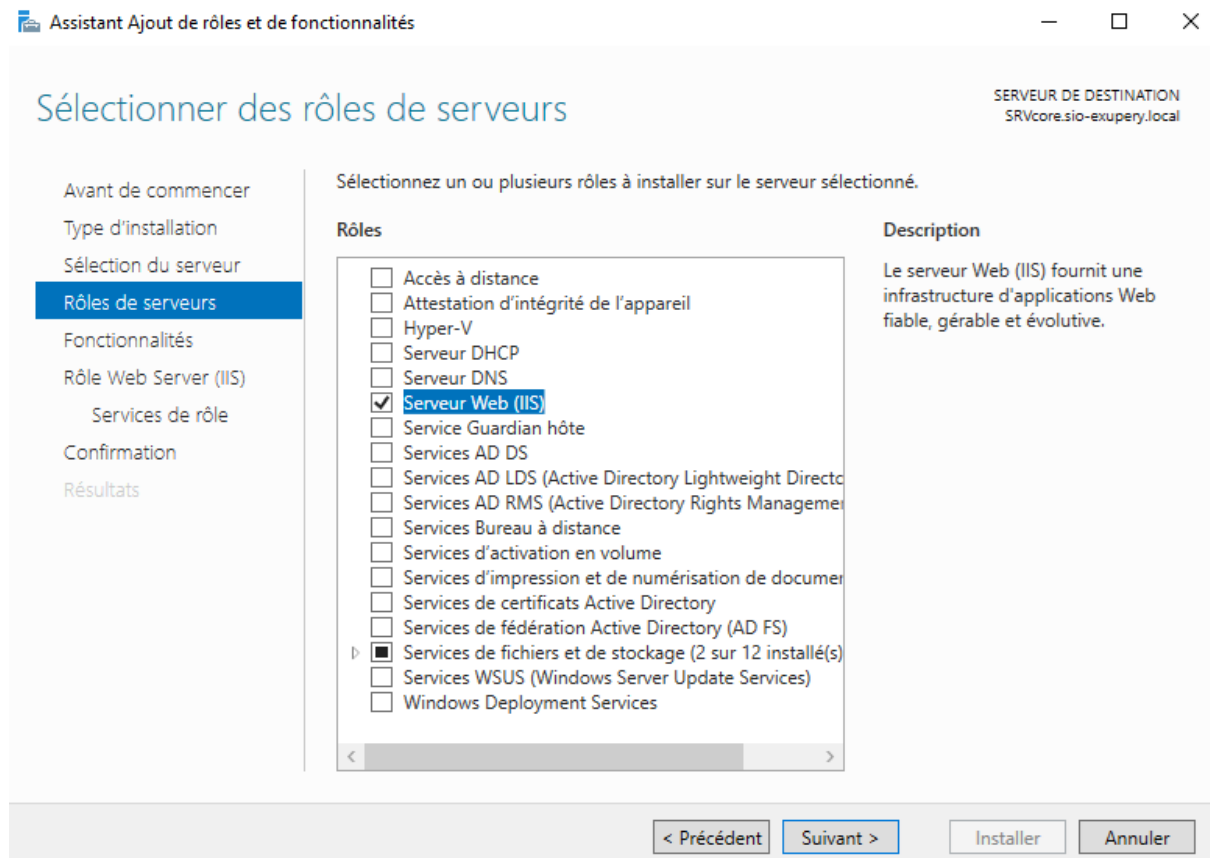 Assistant Ajout de rôles et de fonctionnalités
Sélectionner des rôles de serveurs
SERVEUR DE DESTINATION
SRVcore.sio-exupery.local
Avant de commencer
Type d'installation
Sélection du serveur
Rôles de serveurs
Fonctionnalités
Rôle Web Server (IIS)
Services de rôle
Confirmation
Résultats
Sélectionnez un ou plusieurs rôles à installer sur le serveur sélectionné.
Rôles
Accès à distance
Attestation d'intégrité de l'appareil
Hyper-V
Serveur DHCP
Serveur DNS
Serveur Web (IIS)
Service Guardian hôte
Services AD DS
Services AD LDS (Active Directory Lightweight Directo
Services AD RMS (Active Directory Rights Managemen
Services Bureau à distance
Services d'activation en volume
Services d'impression et de numérisation de documen
Services de certificats Active Directory
Services de fédération Active Directory (AD FS)
Services de fichiers et de stockage (2 sur 12 installé(s)
Services WSUS (Windows Server Update Services)
Windows Deployment Services
Description
Le serveur Web (IIS) fournit une
infrastructure d'applications Web
fiable, gérable et évolutive.
< Précédent
Suivant >
Installer
Annuler